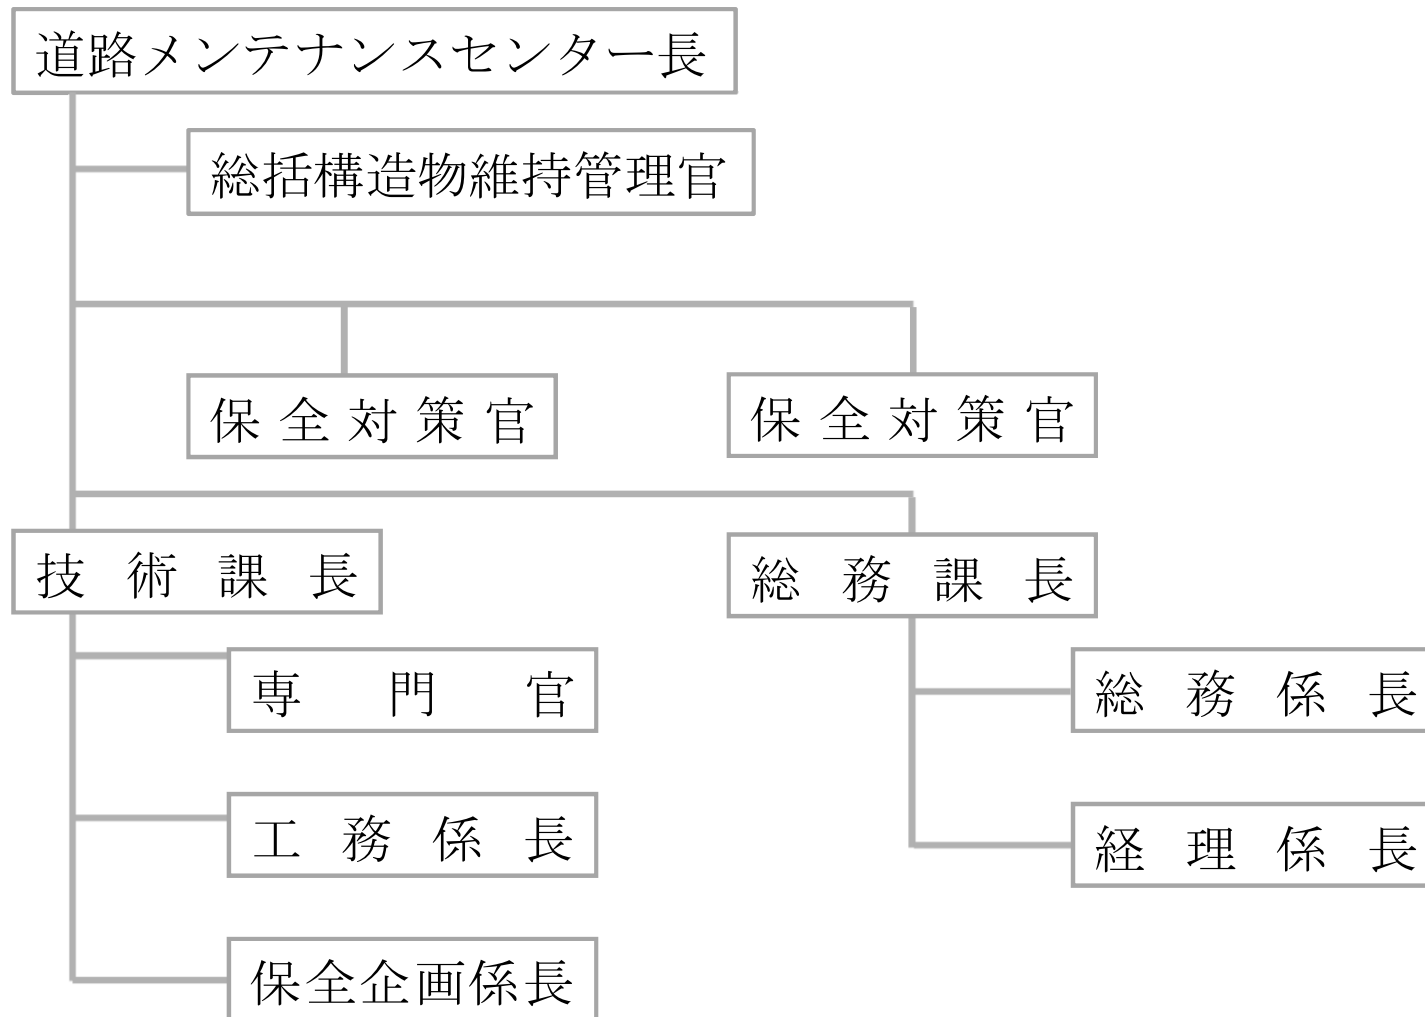 道路メンテナンスセンター長
総括構造物維持管理官
保全対策官
保全対策官
技術課長
総務課長
専門官
総務係長
工務係長
経理係長
保全企画係長